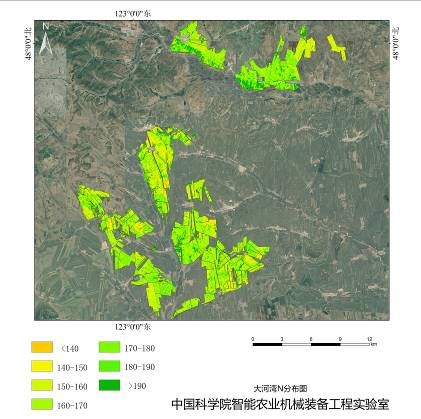 123°0'0"东
48°0'0"北
48°0'0"北
N
123°0'0"东
<140
140-150
150-160
160-170
170-180
180-190
>190
0 3 6 9 12
km
大河湾N分布图
中国科学院智能农业机械装备工程实验室